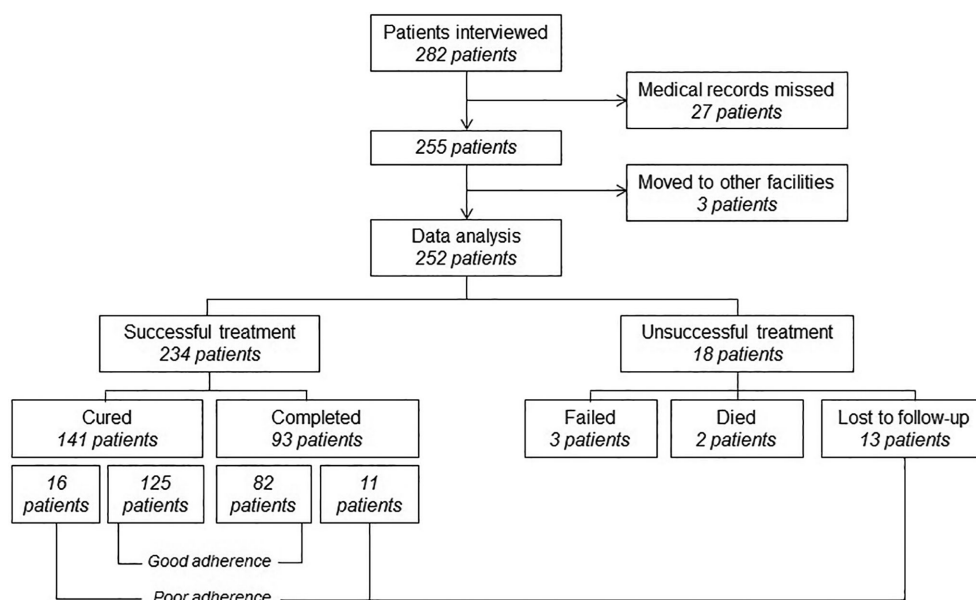 Patients interviewed
282 patients
Medical records missed
27 patients
255 patients
Moved to other facilities
3 patients
Data analysis
252 patients
Successful treatment
234 patients
Unsuccessful treatment
18 patients
Cured
141 patients
Completed
93 patients
Failed
3 patients
Died
2 patients
Lost to follow-up
13 patients
16
patients
125
patients
82
patients
11
patients
Good adherence
Poor adherence